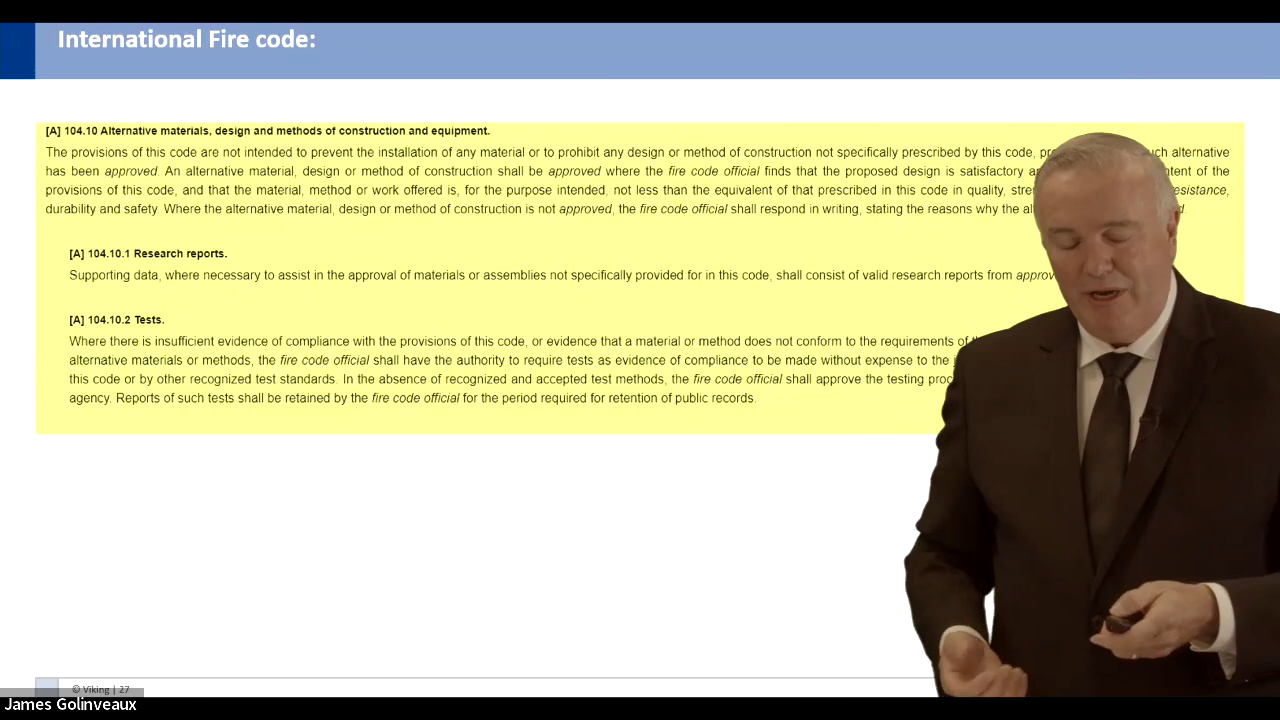 International Fire code:
[A] 104.10 Alternative materials, design and methods of construction and equipment.
The provisions of this code are not intended to prevent the installation of any material or to prohibit any design or method of construction not specifically prescribed by this code, alternative
has been approved. An alternative material, design or method of construction shall be approved where the fire code official finds that the proposed design is satisfactory of the
provisions of this code, and that the material, method or work offered is, for the purpose intended, not less than the equivalent of that prescribed in this code in quality,
durability and safety. Where the alternative material, design or method of construction is not approved, the fire code official shall respond in writing, stating the reasons why the
[A] 104.10.1 Research reports.
Supporting data, where necessary to assist in the approval of materials or assemblies not specifically provided for in this code, shall consist of valid research reports from
[A] 104.10.2 Tests.
Where there is insufficient evidence of compliance with the provisions of this code, or evidence that a material or method does not conform to the requirements of
alternative materials or methods, the fire code official shall have the authority to require tests as evidence of compliance to be made without expense to the
this code or by other recognized test standards. In the absence of recognized and accepted test methods, the fire code official shall approve the testing
agency. Reports of such tests shall be retained by the fire code official for the period required for retention of public records.
© Viking | 27
James Golinveaux